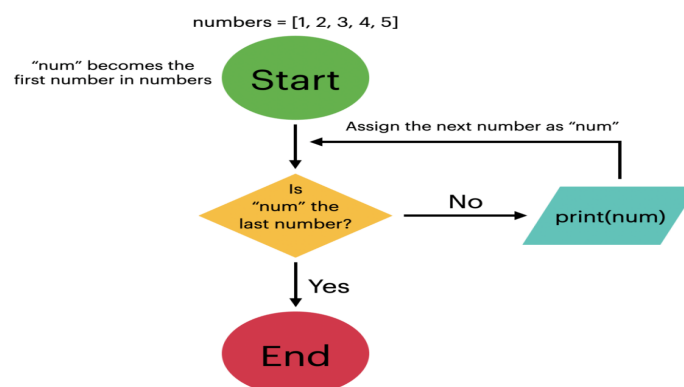 numbers = [1, 2, 3, 4, 5]
“num” becomes the
first number in numbers
Start
Assign the next number as “num”
Is
“num” the
last number?
No
print(num)
Yes
End